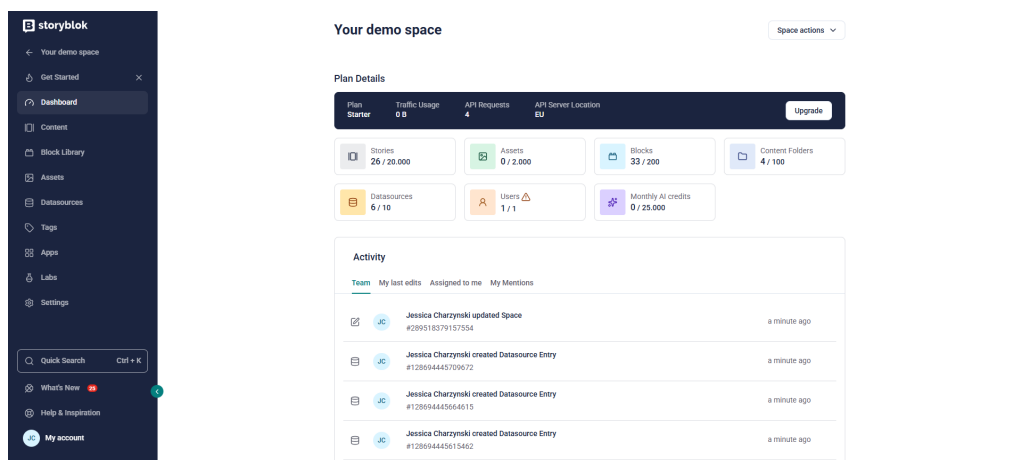 storyblok
Your demo space
Get Started
Dashboard
Content
Block Library
Assets
Datasources
Tags
Apps
Labs
Settings
Quick Search Ctrl + K
What's New 25
Help & Inspiration
JC My account
Your demo space
Space actions
Plan Details
Plan Traffic Usage API Requests API Server Location
Starter 0 B 4 EU
Upgrade
Stories
26 / 20.000
Assets
0 / 2.000
Blocks
33 / 200
Content Folders
4 / 100
Datasources
6 / 10
Users
1 / 1
Monthly AI credits
0 / 25.000
Activity
Team My last edits Assigned to me My Mentions
JC Jessica Charzynski updated Space a minute ago
#289518379157554
JC Jessica Charzynski created Datasource Entry a minute ago
#128694445709672
JC Jessica Charzynski created Datasource Entry a minute ago
#128694445664615
JC Jessica Charzynski created Datasource Entry a minute ago
#128694445615462